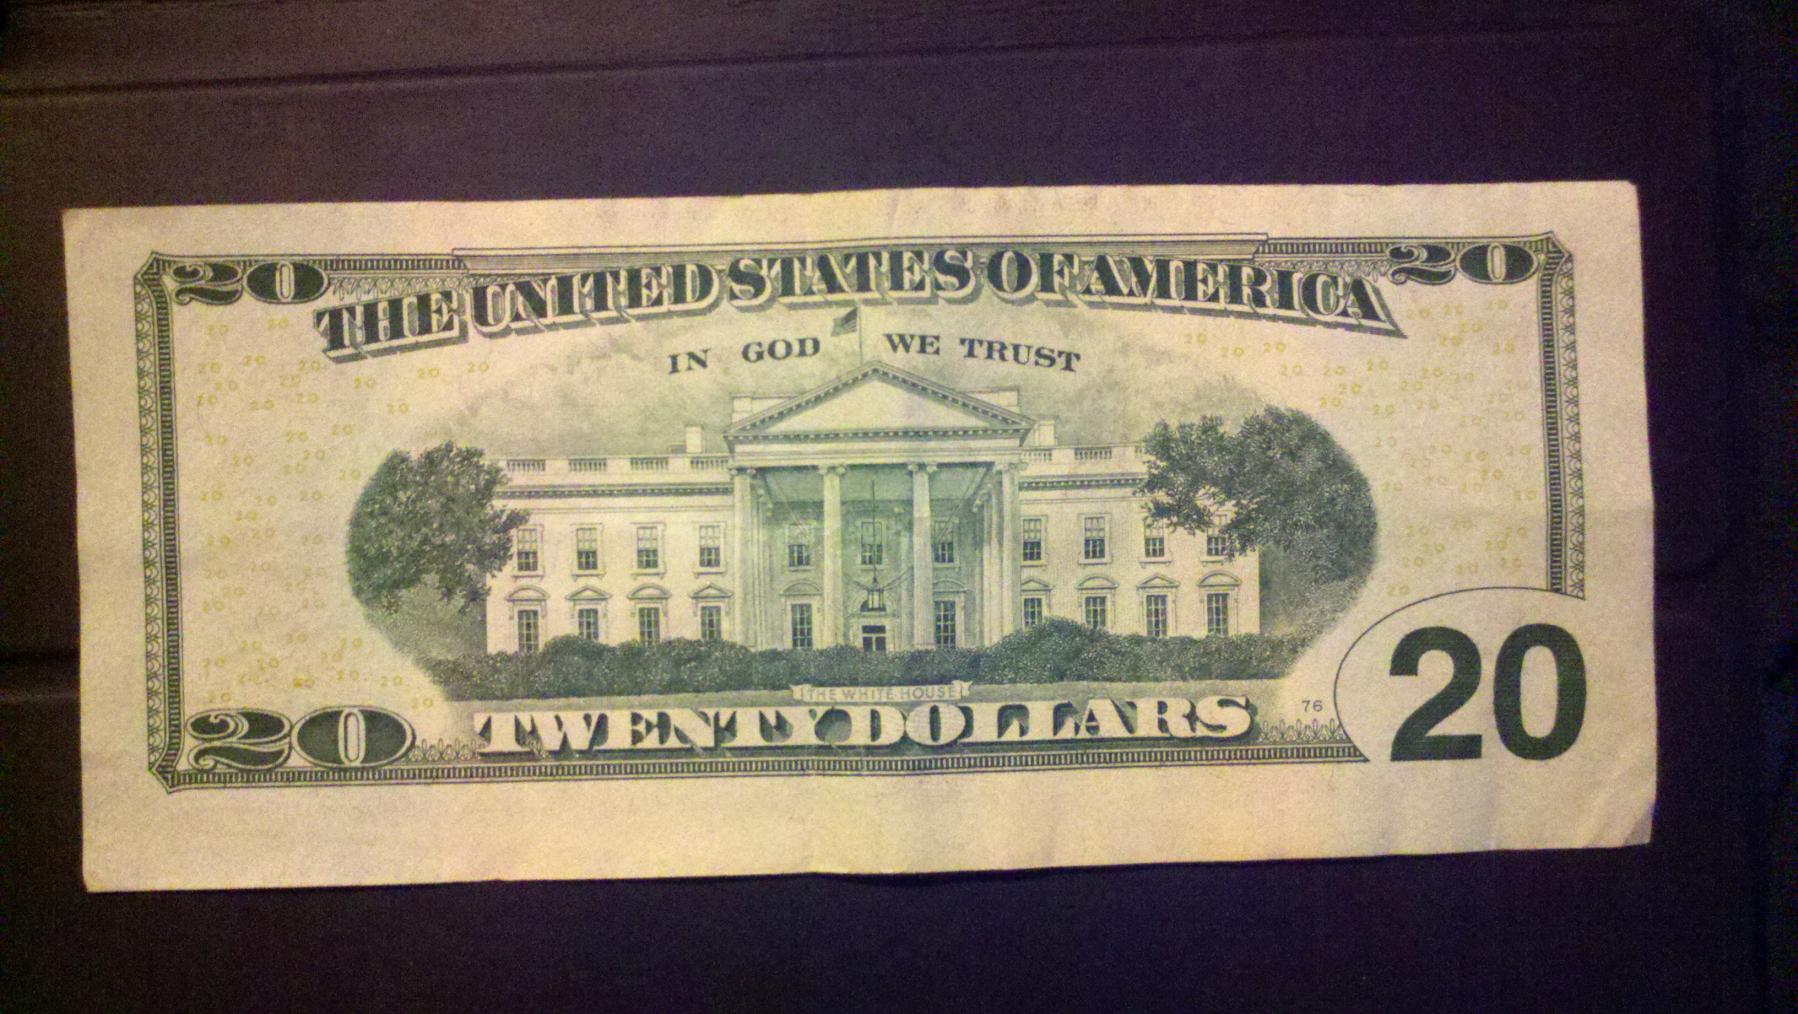 20 20
THE UNITED STATES OF AMERICA
IN GOD WE TRUST
THE WHITE HOUSE
20 TWENTY DOLLARS 76 20